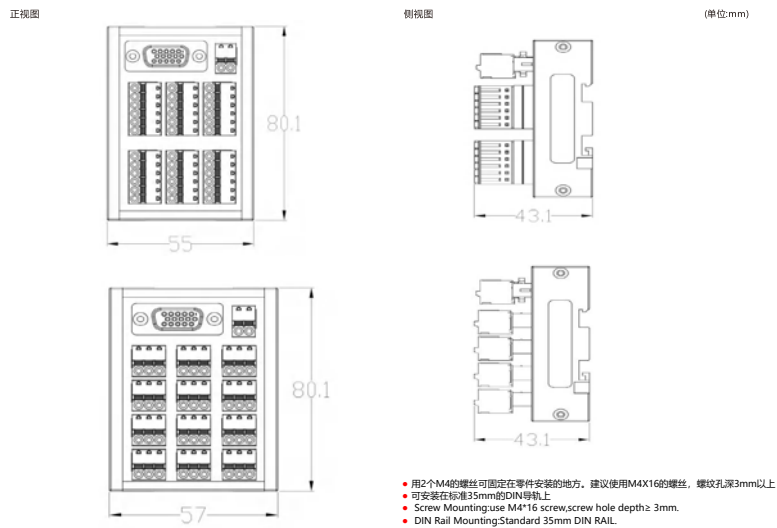 正视图
侧视图
(单位:mm)
80.1
55
43.1
80.1
57
43.1
用2个M4的螺丝可固定在零件安装的地方。建议使用M4X16的螺丝，螺纹孔深3mm以上
可安装在标准35mm的DIN导轨上
Screw Mounting:use M4*16 screw,screw hole depth≥ 3mm.
DIN Rail Mounting:Standard 35mm DIN RAIL.